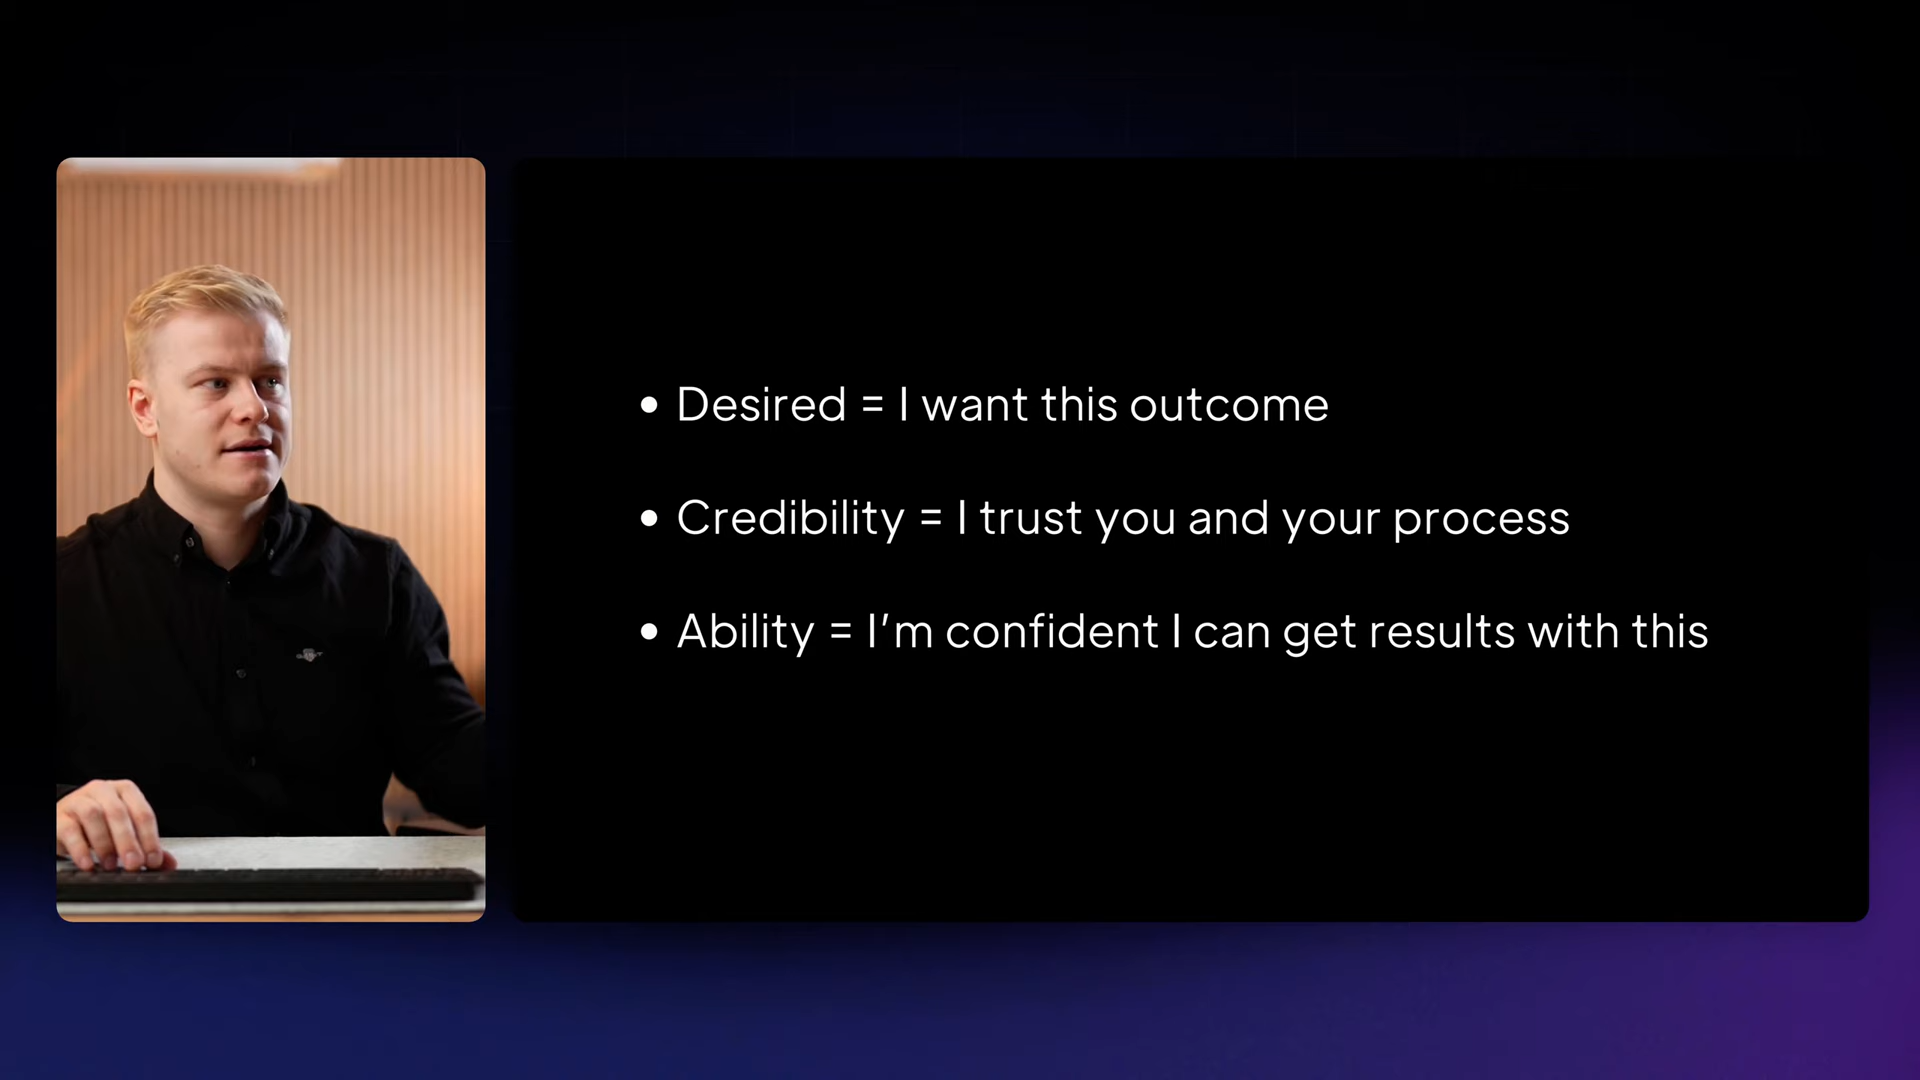 • Desired = I want this outcome
• Credibility = I trust you and your process
• Ability = I’m confident I can get results with this